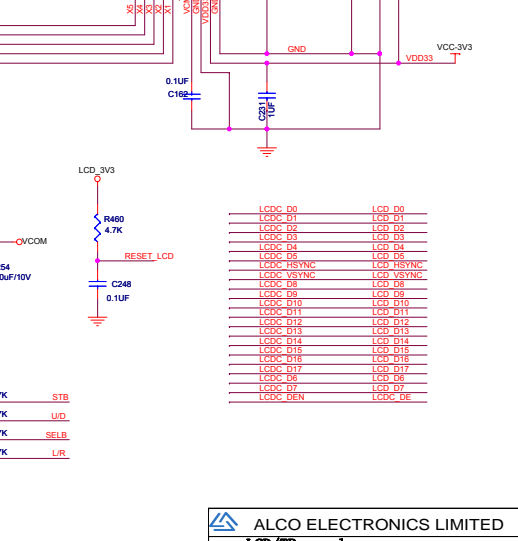 X5
X4
X3
X2
X1
VDD33
GND
VCC-3V3
VDD33
0.1UF
C162
C231
1UF
LCD_3V3
R460
4.7K
VCOM
RESET_LCD
C248
0.1UF
54
0uF/10V
LCDC_D0 LCD_D0
LCDC_D1 LCD_D1
LCDC_D2 LCD_D2
LCDC_D3 LCD_D3
LCDC_D4 LCD_D4
LCDC_D5 LCD_D5
LCDC_HSYNC LCD_HSYNC
LCDC_VSYNC LCD_VSYNC
LCDC_D8 LCD_D8
LCDC_D9 LCD_D9
LCDC_D10 LCD_D10
LCDC_D11 LCD_D11
LCDC_D12 LCD_D12
LCDC_D13 LCD_D13
LCDC_D14 LCD_D14
LCDC_D15 LCD_D15
LCDC_D16 LCD_D16
LCDC_D17 LCD_D17
LCDC_D6 LCD_D6
LCDC_D7 LCD_D7
LCDC_DEN LCDC_DE
7K STB
7K U/D
7K SELB
7K L/R
ALCO ELECTRONICS LIMITED